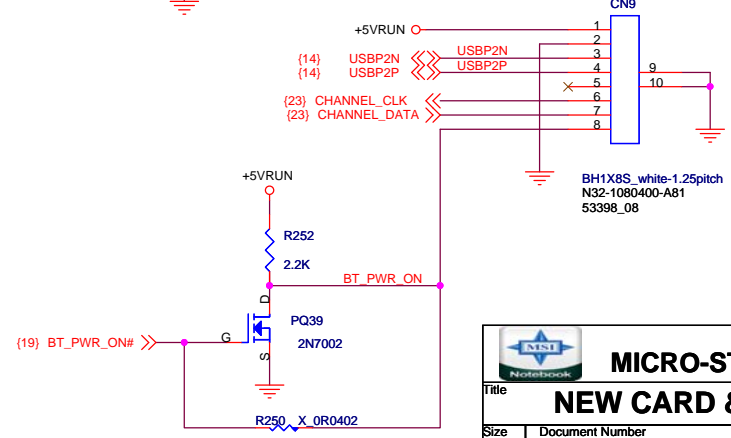 CN9
+5VRUN 1
2
{14} USBP2N USBP2N 3
{14} USBP2P USBP2P 4 9
5 10
{23} CHANNEL_CLK 6
{23} CHANNEL_DATA 7
8
BH1X8S_white-1.25pitch
N32-1080400-A81
53398_08
+5VRUN
R252
2.2K
BT_PWR_ON
D
PQ39
{19} BT_PWR_ON# G 2N7002
S
R250 X_0R0402
MSI
Notebook
MICRO-ST
Title
NEW CARD &
Size Document Number